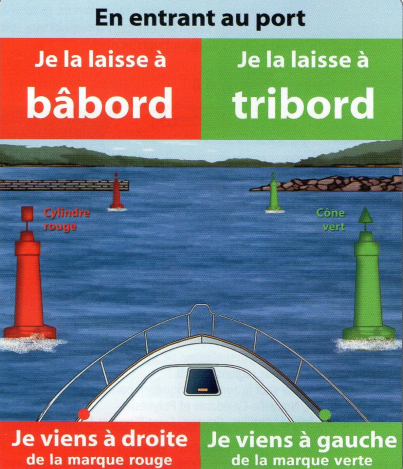 En entrant au port
Je la laisse à
bâbord
Je la laisse à
tribord
Cylindre
rouge
Cône
vert
Je viens à droite
de la marque rouge
Je viens à gauche
de la marque verte